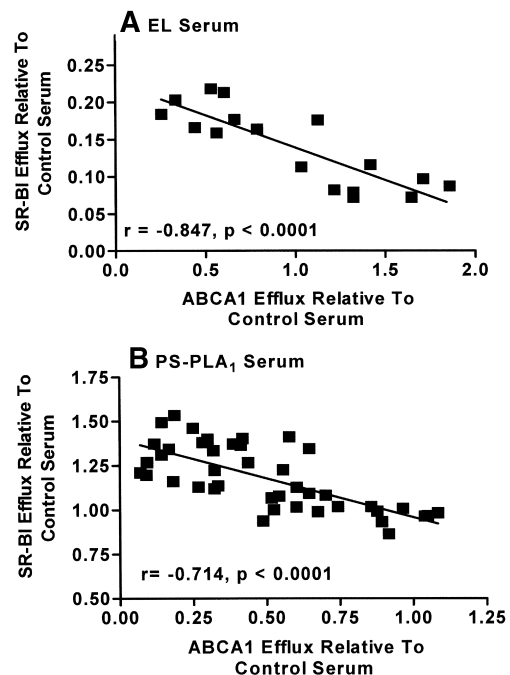 A EL Serum
SR-BI Efflux Relative To
Control Serum
0.25
0.20
0.15
0.10
0.05
0.00
r = -0.847, p < 0.0001
0.0 0.5 1.0 1.5 2.0
ABCA1 Efflux Relative To
Control Serum
B PS-PLA1 Serum
SR-BI Efflux Relative To
Control Serum
1.75
1.50
1.25
1.00
0.75
0.50
r= -0.714, p < 0.0001
0.00 0.25 0.50 0.75 1.00 1.25
ABCA1 Efflux Relative To
Control Serum